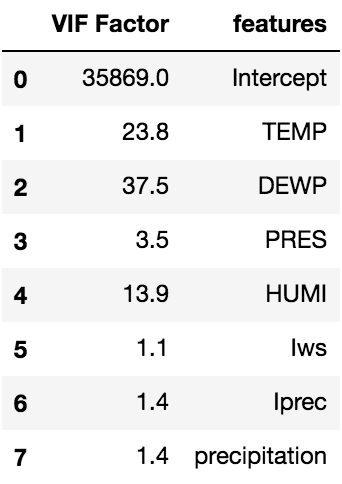 VIF Factor features
0 35869.0 Intercept
1 23.8 TEMP
2 37.5 DEWP
3 3.5 PRES
4 13.9 HUMI
5 1.1 Iws
6 1.4 Iprec
7 1.4 precipitation